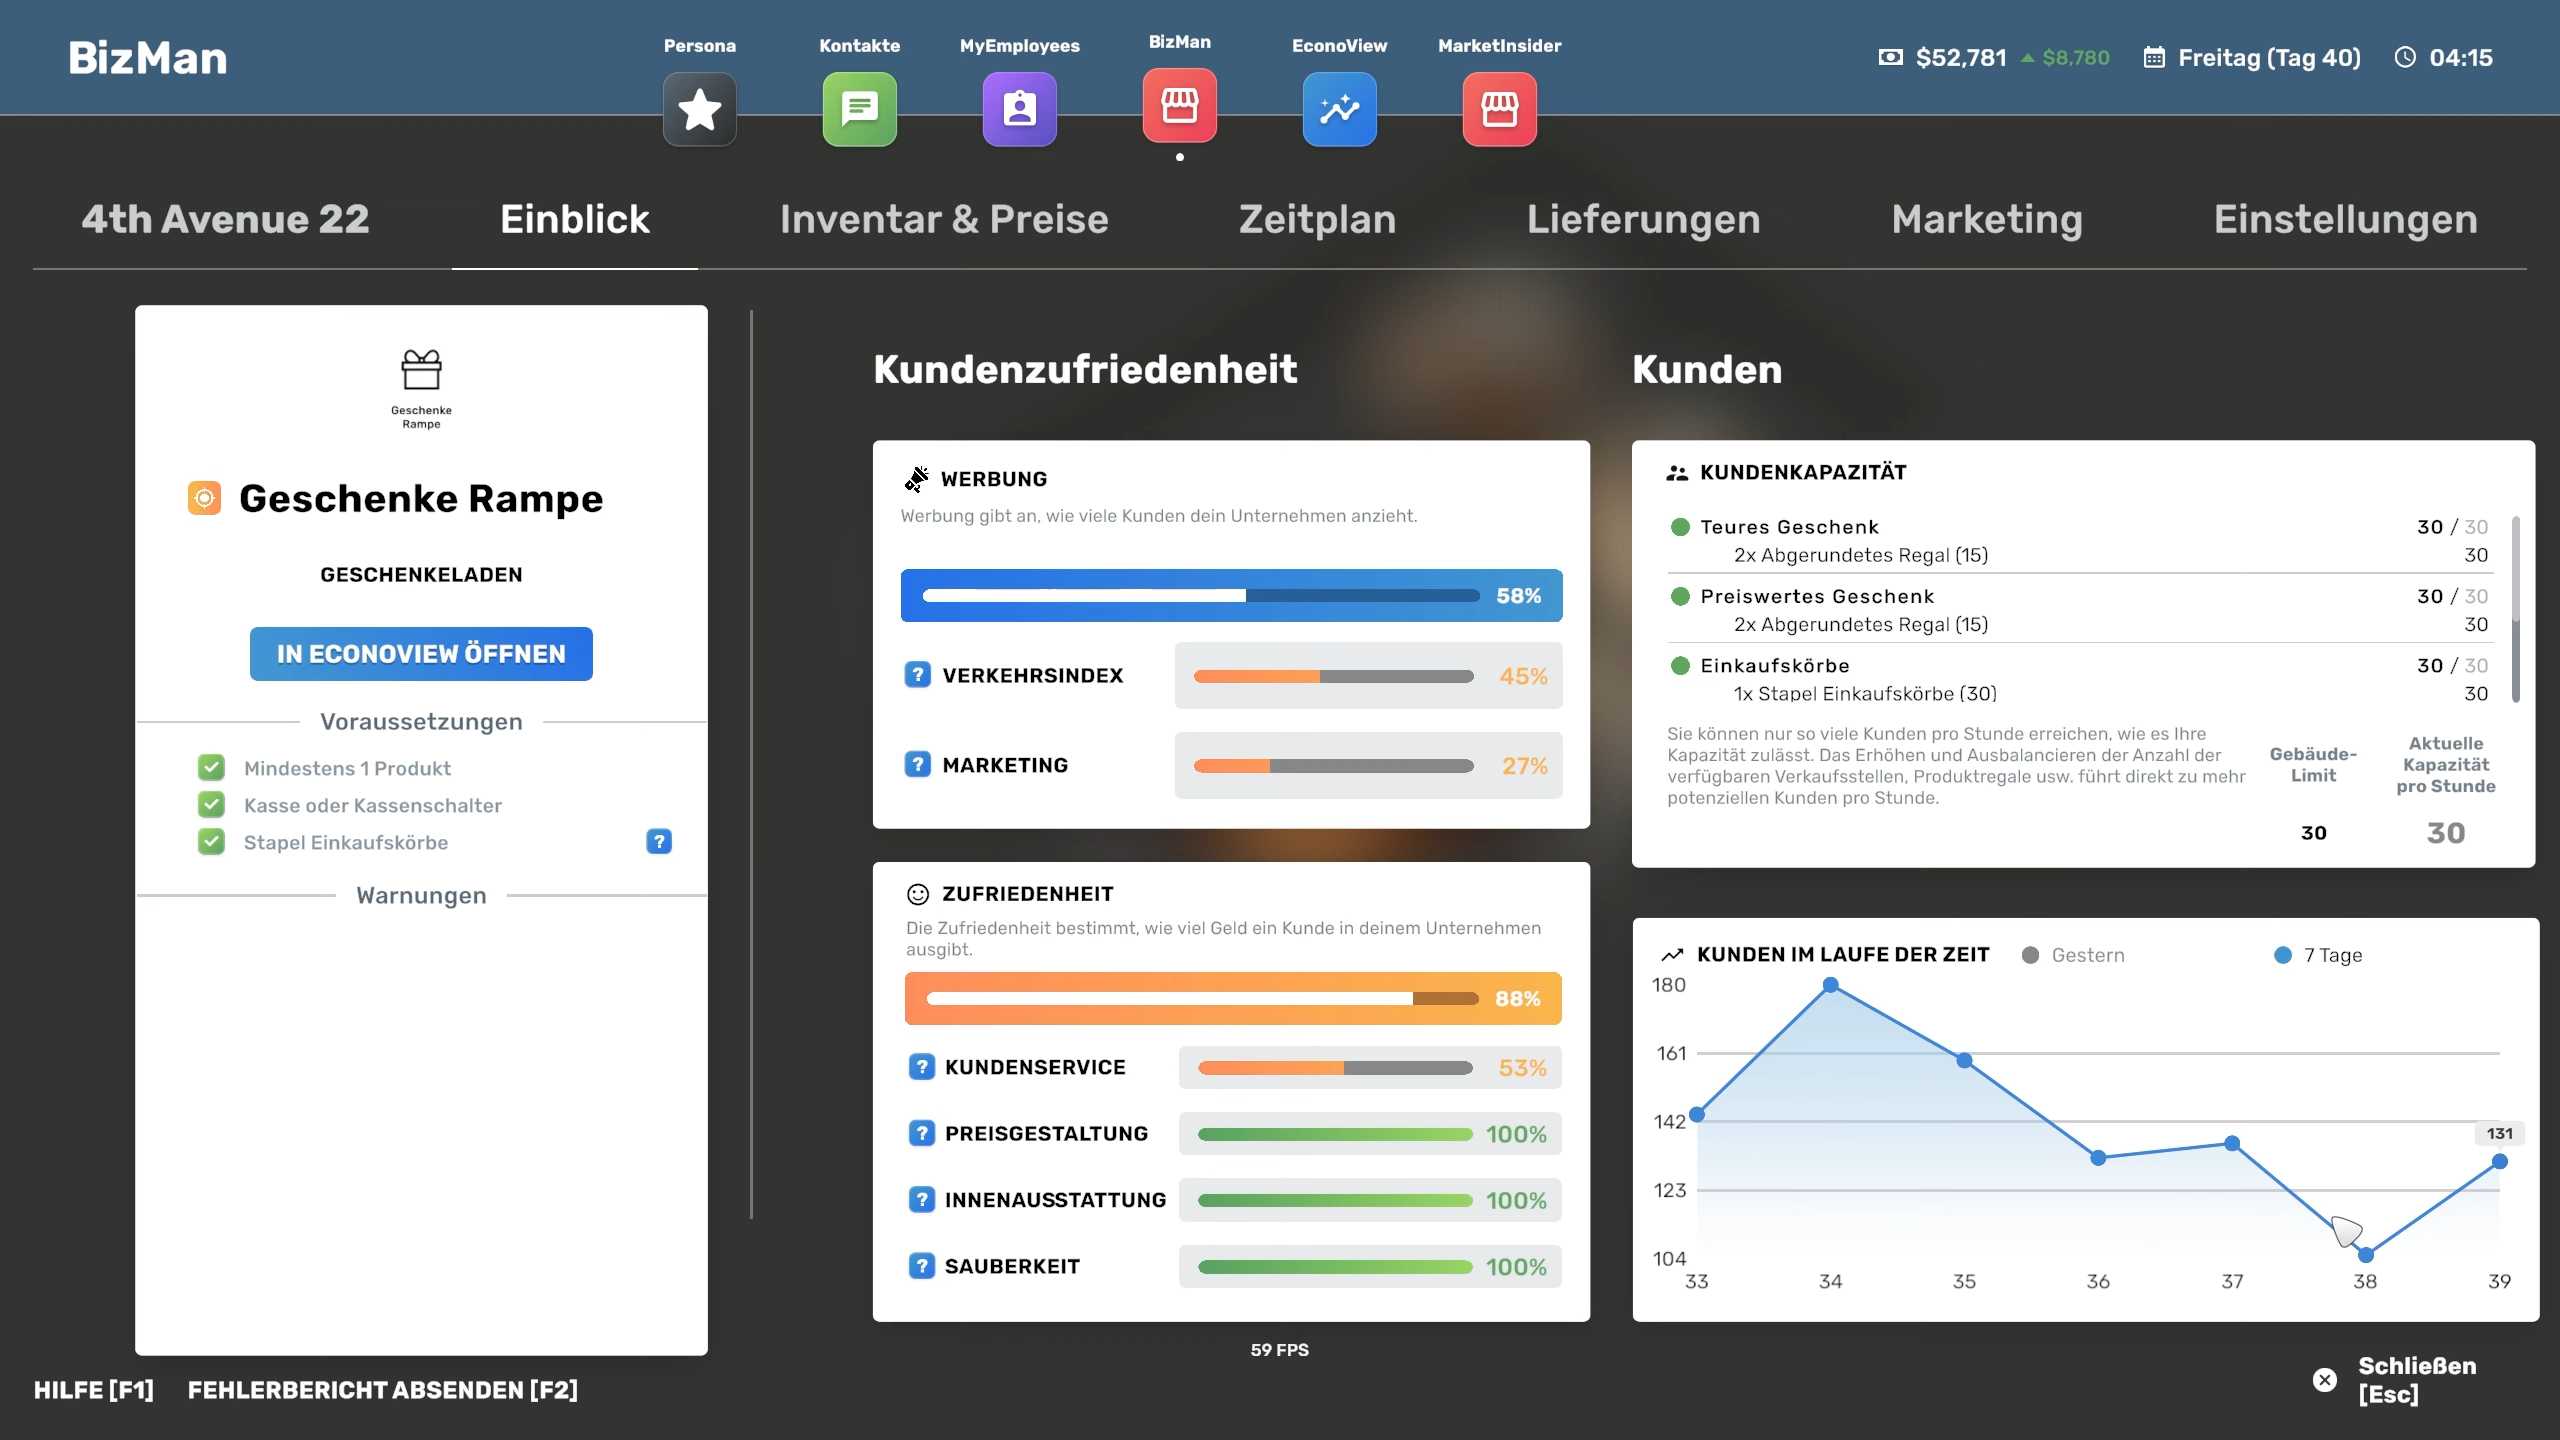 BizMan
Persona
Kontakte
MyEmployees
BizMan
EconoView
MarketInsider
$52,781
$8,780
Freitag (Tag 40)
04:15
4th Avenue 22
Einblick
Inventar & Preise
Zeitplan
Lieferungen
Marketing
Einstellungen
Geschenke
Rampe
Geschenke Rampe
GESCHENKELADEN
IN ECONOVIEW ÖFFNEN
Voraussetzungen
Mindestens 1 Produkt
Kasse oder Kassenschalter
Stapel Einkaufskörbe ?
Warnungen
Kundenzufriedenheit
WERBUNG
Werbung gibt an, wie viele Kunden dein Unternehmen anzieht.
58%
? VERKEHRSINDEX 45%
? MARKETING 27%
ZUFRIEDENHEIT
Die Zufriedenheit bestimmt, wie viel Geld ein Kunde in deinem Unternehmen
ausgibt.
88%
? KUNDENSERVICE 53%
? PREISGESTALTUNG 100%
? INNENAUSSTATTUNG 100%
? SAUBERKEIT 100%
Kunden
KUNDENKAPAZITÄT
Teures Geschenk 30 / 30
2x Abgerundetes Regal (15) 30
Preiswertes Geschenk 30 / 30
2x Abgerundetes Regal (15) 30
Einkaufskörbe 30 / 30
1x Stapel Einkaufskörbe (30) 30
Sie können nur so viele Kunden pro Stunde erreichen, wie es Ihre
Kapazität zulässt. Das Erhöhen und Ausbalancieren der Anzahl der
verfügbaren Verkaufsstellen, Produktregale usw. führt direkt zu mehr
potenziellen Kunden pro Stunde.
Gebäude-
Limit
30
Aktuelle
Kapazität
pro Stunde
30
KUNDEN IM LAUFE DER ZEIT
Gestern
7 Tage
180
161
142
123
104
131
33 34 35 36 37 38 39
59 FPS
HILFE [F1]
FEHLERBERICHT ABSENDEN [F2]
Schließen
[Esc]